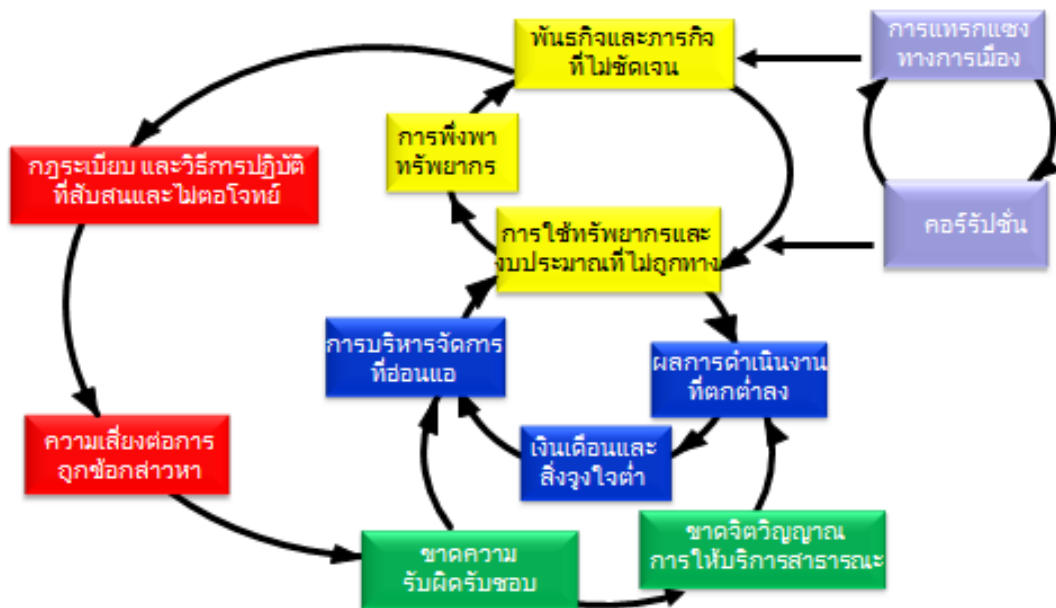 พันธกิจและภารกิจ
ที่ไม่ชัดเจน
การแทรกแซง
ทางการเมือง
การพึ่งพา
ทรัพยากร
กฎระเบียบ และวิธีการปฏิบัติ
ที่สับสนและไม่ตอโจทย์
คอร์รัปชั่น
การใช้ทรัพยากรและ
งบประมาณที่ไม่ถูกทาง
การบริหารจัดการ
ที่ฮ่อนแอ
ผลการดำเนินงาน
ที่ตกต่ำลง
ความเสี่ยงต่อการ
ถูกข้อกล่าวหา
เงินเดือนและ
สิ่งจูงใจต่ำ
ขาดจิตวิญญาณ
การให้บริการสาธารณะ
ขาดความ
รับผิดรับชอบ